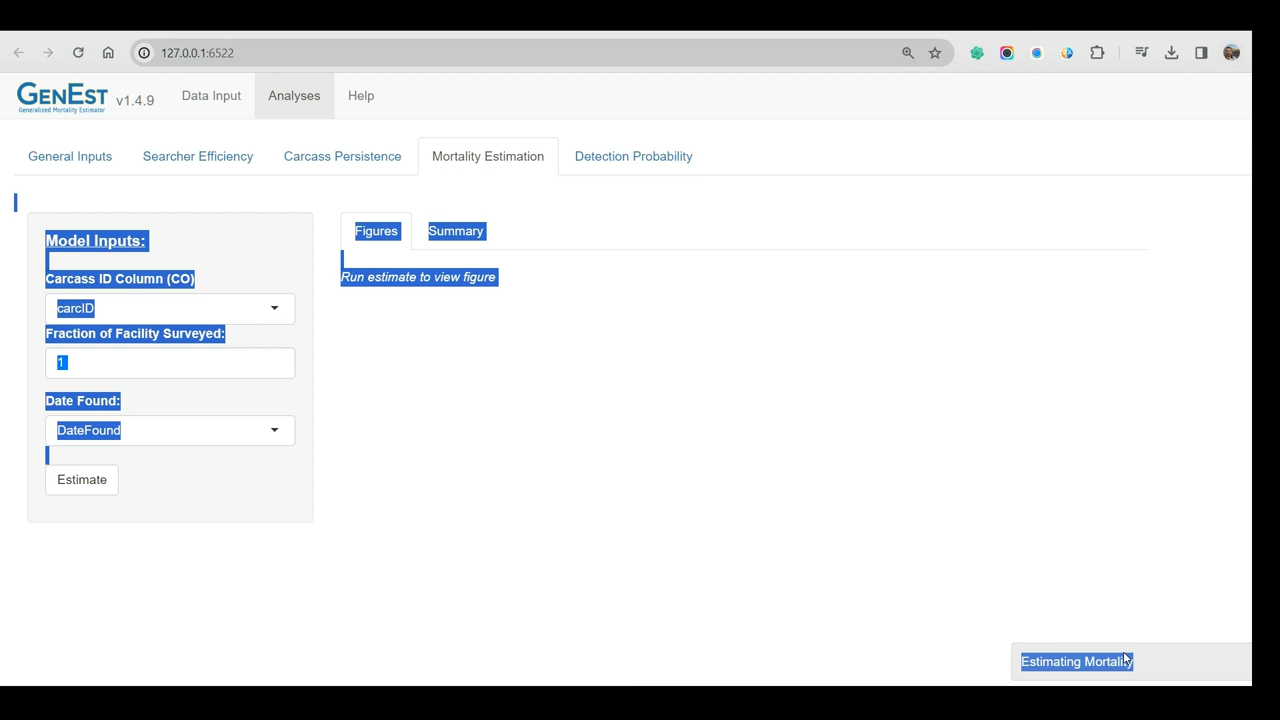 127.0.0.1:6522
GENEST v1.4.9
Generalized Mortality Estimator
Data Input
Analyses
Help
General Inputs
Searcher Efficiency
Carcass Persistence
Mortality Estimation
Detection Probability
Model Inputs:
Carcass ID Column (CO)
carcID
Fraction of Facility Surveyed:
1
Date Found:
DateFound
Estimate
Figures
Summary
Run estimate to view figure
Estimating Mortality